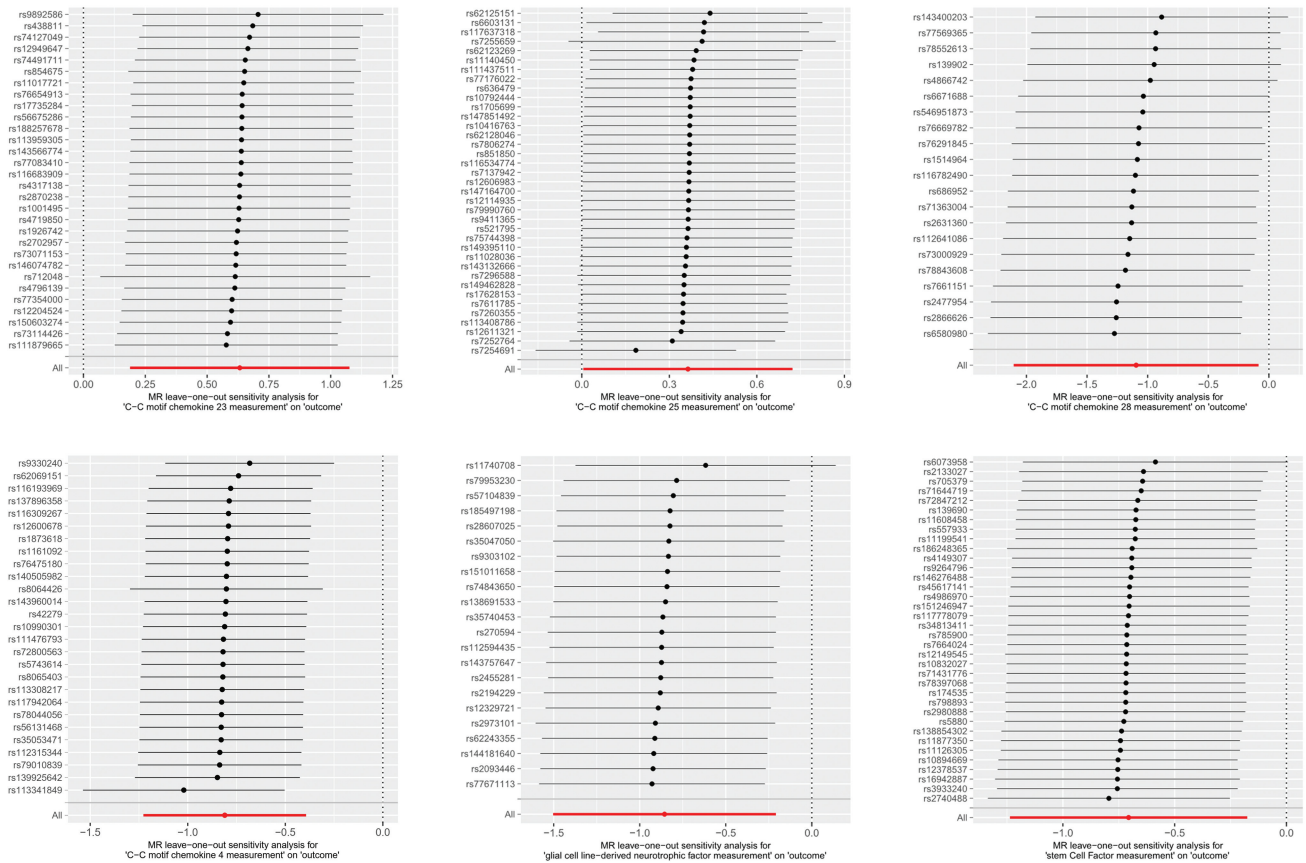 rs9892586
rs438811
rs74127049
rs12949647
rs74491711
rs854675
rs11017721
rs76654913
rs17735284
rs56675286
rs188257678
rs113959305
rs143566774
rs77083410
rs116683909
rs4317138
rs2870238
rs1001495
rs4719850
rs1926742
rs2702957
rs73071153
rs146074782
rs712048
rs4796139
rs77354000
rs12204524
rs150603274
rs73114426
rs111879665
All
0.00 0.25 0.50 0.75 1.00 1.25
MR leave−one−out sensitivity analysis for
'C−C motif chemokine 23 measurement' on 'outcome'
rs62125151
rs6603131
rs117637318
rs7255659
rs62123269
rs11140450
rs111437511
rs77176022
rs636479
rs10792444
rs1705699
rs147851492
rs10416763
rs62128046
rs7806274
rs851850
rs116534774
rs7137942
rs12606983
rs147164700
rs12114935
rs79990760
rs9411365
rs521795
rs75744398
rs149395110
rs11028036
rs143132666
rs7296588
rs149462828
rs17628153
rs7611785
rs7260355
rs113408786
rs12611321
rs7252764
rs7254691
All
0.0 0.3 0.6 0.9
MR leave−one−out sensitivity analysis for
'C−C motif chemokine 25 measurement' on 'outcome'
rs143400203
rs77569365
rs78552613
rs139902
rs4866742
rs6671688
rs546951873
rs76669782
rs76291845
rs1514964
rs116782490
rs686952
rs71363004
rs2631360
rs112641086
rs73000929
rs78843608
rs7661151
rs2477954
rs2866626
rs6580980
All
−2.0 −1.5 −1.0 −0.5 0.0
MR leave−one−out sensitivity analysis for
'C−C motif chemokine 28 measurement' on 'outcome'
rs9330240
rs62069151
rs116193969
rs137896358
rs116309267
rs12600678
rs1873618
rs1161092
rs76475180
rs140505982
rs8064426
rs143960014
rs42279
rs10990301
rs111476793
rs72800563
rs5743614
rs8065403
rs113308217
rs117942064
rs78044056
rs56131468
rs35053471
rs112315344
rs79010839
rs139925642
rs113341849
All
−1.5 −1.0 −0.5 0.0
MR leave−one−out sensitivity analysis for
'C−C motif chemokine 4 measurement' on 'outcome'
rs11740708
rs79953230
rs57104839
rs185497198
rs28607025
rs35047050
rs9303102
rs151011658
rs74843650
rs138691533
rs35740453
rs270594
rs112594435
rs143757647
rs2455281
rs2194229
rs12329721
rs2973101
rs62243355
rs144181640
rs2093446
rs77671113
All
−1.5 −1.0 −0.5 0.0
MR leave−one−out sensitivity analysis for
'glial cell line−derived neurotrophic factor measurement' on 'outcome'
rs6073958
rs2133027
rs705379
rs71644719
rs72847212
rs139690
rs11608458
rs557933
rs11199541
rs186248365
rs4149307
rs9264796
rs146276488
rs45617141
rs4986970
rs151246947
rs117778079
rs34813411
rs785900
rs7664024
rs12149545
rs10832027
rs71431776
rs78397068
rs174535
rs798893
rs2980888
rs5880
rs138854302
rs11877350
rs11126305
rs10894669
rs12378537
rs16942887
rs3933240
rs2740488
All
−1.0 −0.5 0.0
MR leave−one−out sensitivity analysis for
'stem Cell Factor measurement' on 'outcome'